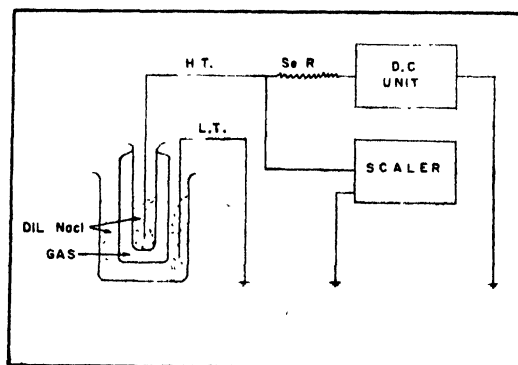 H T.
Se R
D.C
UNIT
L.T.
SCALER
DIL Nacl
GAS